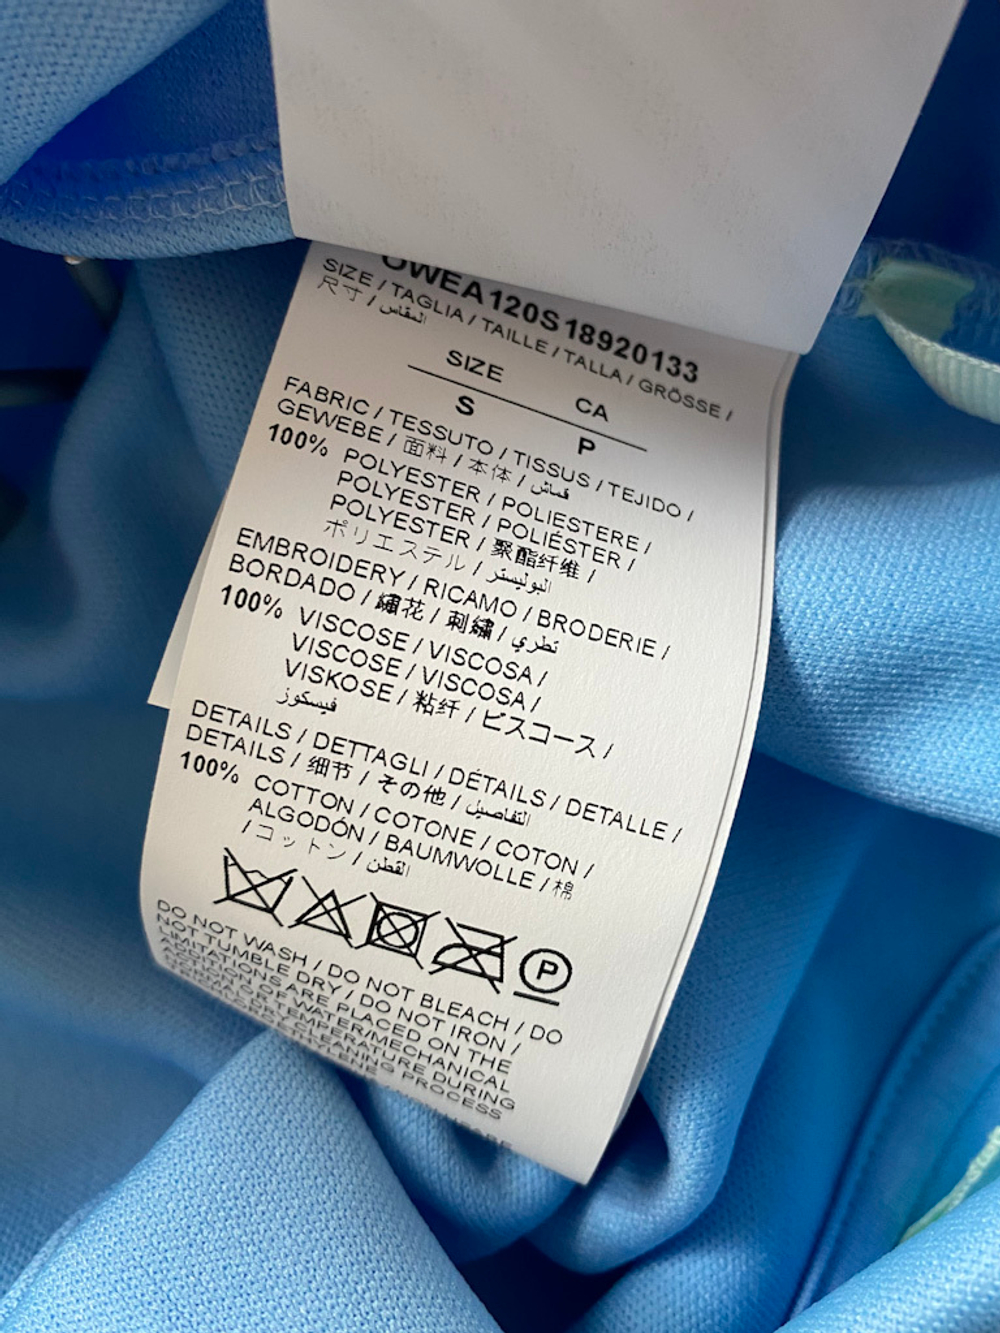 OWEA120S18920133
SIZE / TAGLIA / TAILLE / TALLA / GRÖSSE /
尺寸 / المقاس
SIZE CA
S P
FABRIC / TESSUTO / TISSUS / TEJIDO /
GEWEBE / 面料 / 本体 / قماش
100% POLYESTER / POLIESTERE /
POLYESTER / POLIÉSTER /
POLYESTER / 聚酯纤维 /
ポリエステル / البوليستر
EMBROIDERY / RICAMO / BRODERIE /
BORDADO / 繡花 / 刺繍 / تطري
100% VISCOSE / VISCOSA /
VISCOSE / VISCOSA /
VISKOSE / 粘纤 / ビスコース /
فيسكوز
DETAILS / DETTAGLI / DÉTAILS / DETALLE /
DETAILS / 细节 / その他 / التفاصيل
100% COTTON / COTONE / COTON /
ALGODÓN / BAUMWOLLE / 棉
/ コットン / القطن
P
DO NOT WASH / DO NOT BLEACH / DO
NOT TUMBLE DRY / DO NOT IRON /
LIMITATIONS ARE PLACED ON THE
ADDITION OF WATER/MECHANICAL